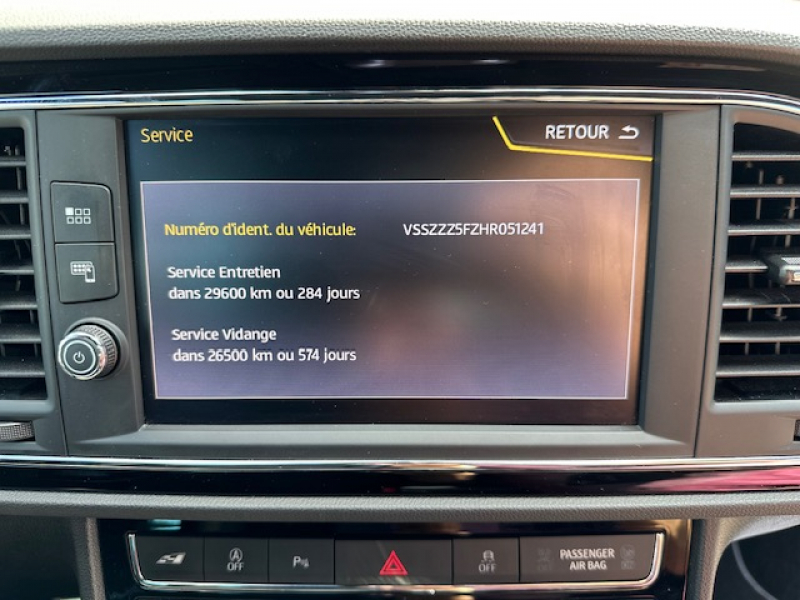 Service
RETOUR
Numéro d'ident. du véhicule: VSSZZZ5FZHR051241
Service Entretien
dans 29600 km ou 284 jours
Service Vidange
dans 26500 km ou 574 jours
A OFF
P
OFF
PASSENGER
AIR BAG